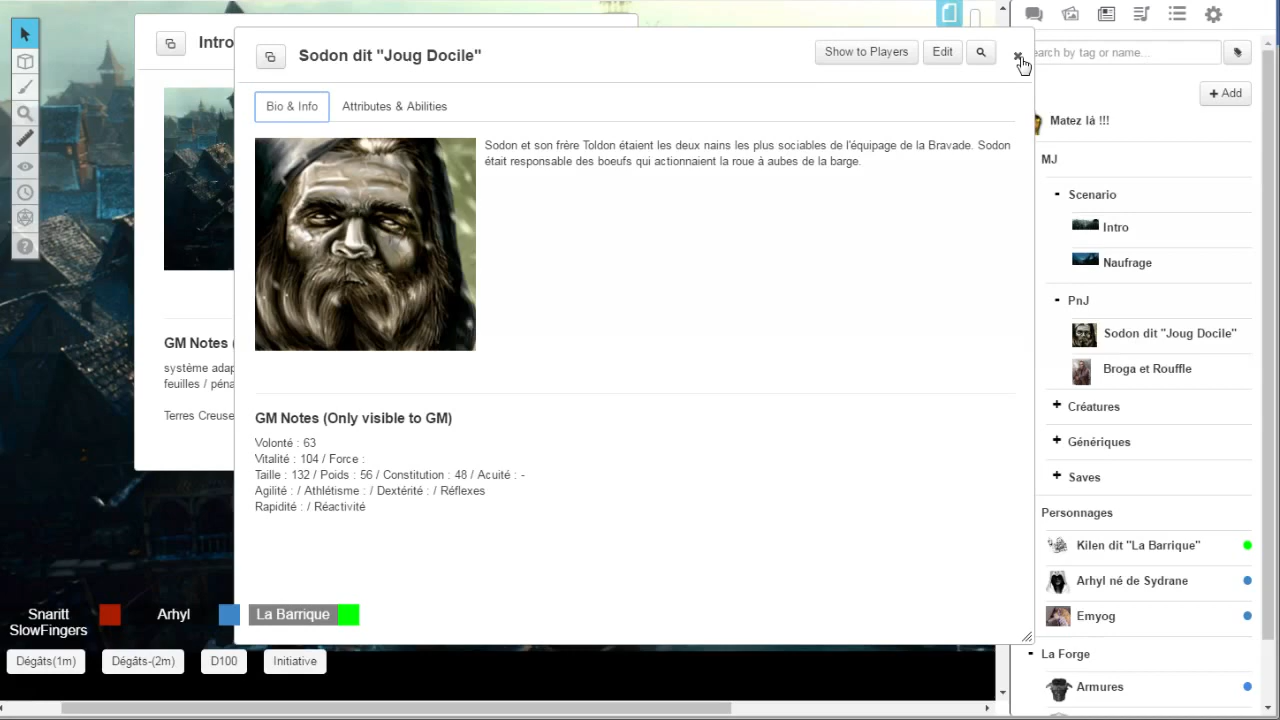 Intro
Sodon dit "Joug Docile"
Show to Players
Edit
Bio & Info
Attributes & Abilities
Sodon et son frère Toldon étaient les deux nains les plus sociables de l'équipage de la Bravade. Sodon
était responsable des boeufs qui actionnaient la roue à aubes de la barge.
GM Notes (
système adap
feuilles / péna
Terres Creuse
GM Notes (Only visible to GM)
Volonté : 63
Vitalité : 104 / Force :
Taille : 132 / Poids : 56 / Constitution : 48 / Acuité : -
Agilité : / Athlétisme : / Dextérité : / Réflexes
Rapidité : / Réactivité
Snaritt
SlowFingers
Arhyl
La Barrique
Dégâts(1m)
Dégâts-(2m)
D100
Initiative
earch by tag or name...
+ Add
Matez là !!!
MJ
- Scenario
Intro
Naufrage
- PnJ
Sodon dit "Joug Docile"
Broga et Rouffle
+ Créatures
+ Génériques
+ Saves
Personnages
Kilen dit "La Barrique"
Arhyl né de Sydrane
Emyog
- La Forge
Armures